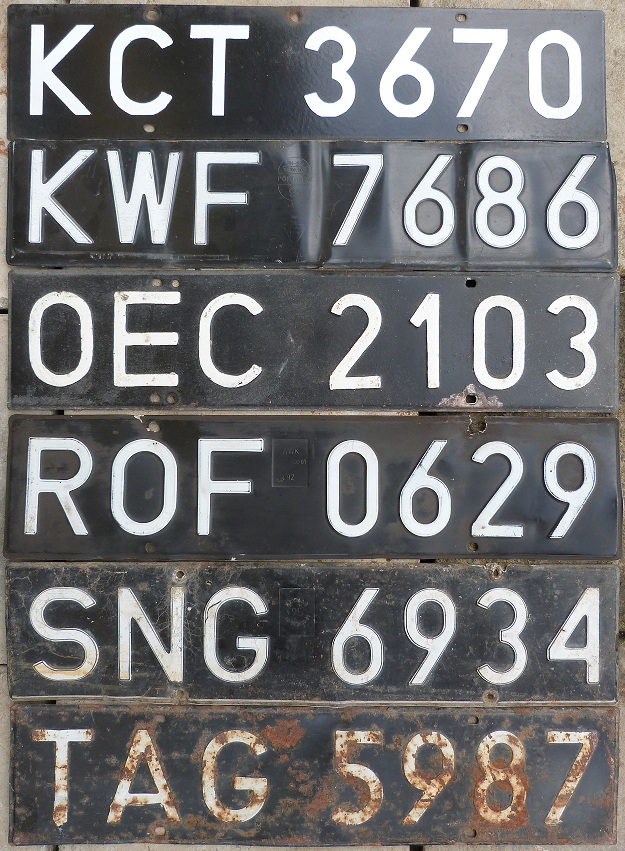 KCT 3670
KWF 7686
OEC 2103
ROF 0629
SNG 6934
TAG 5987